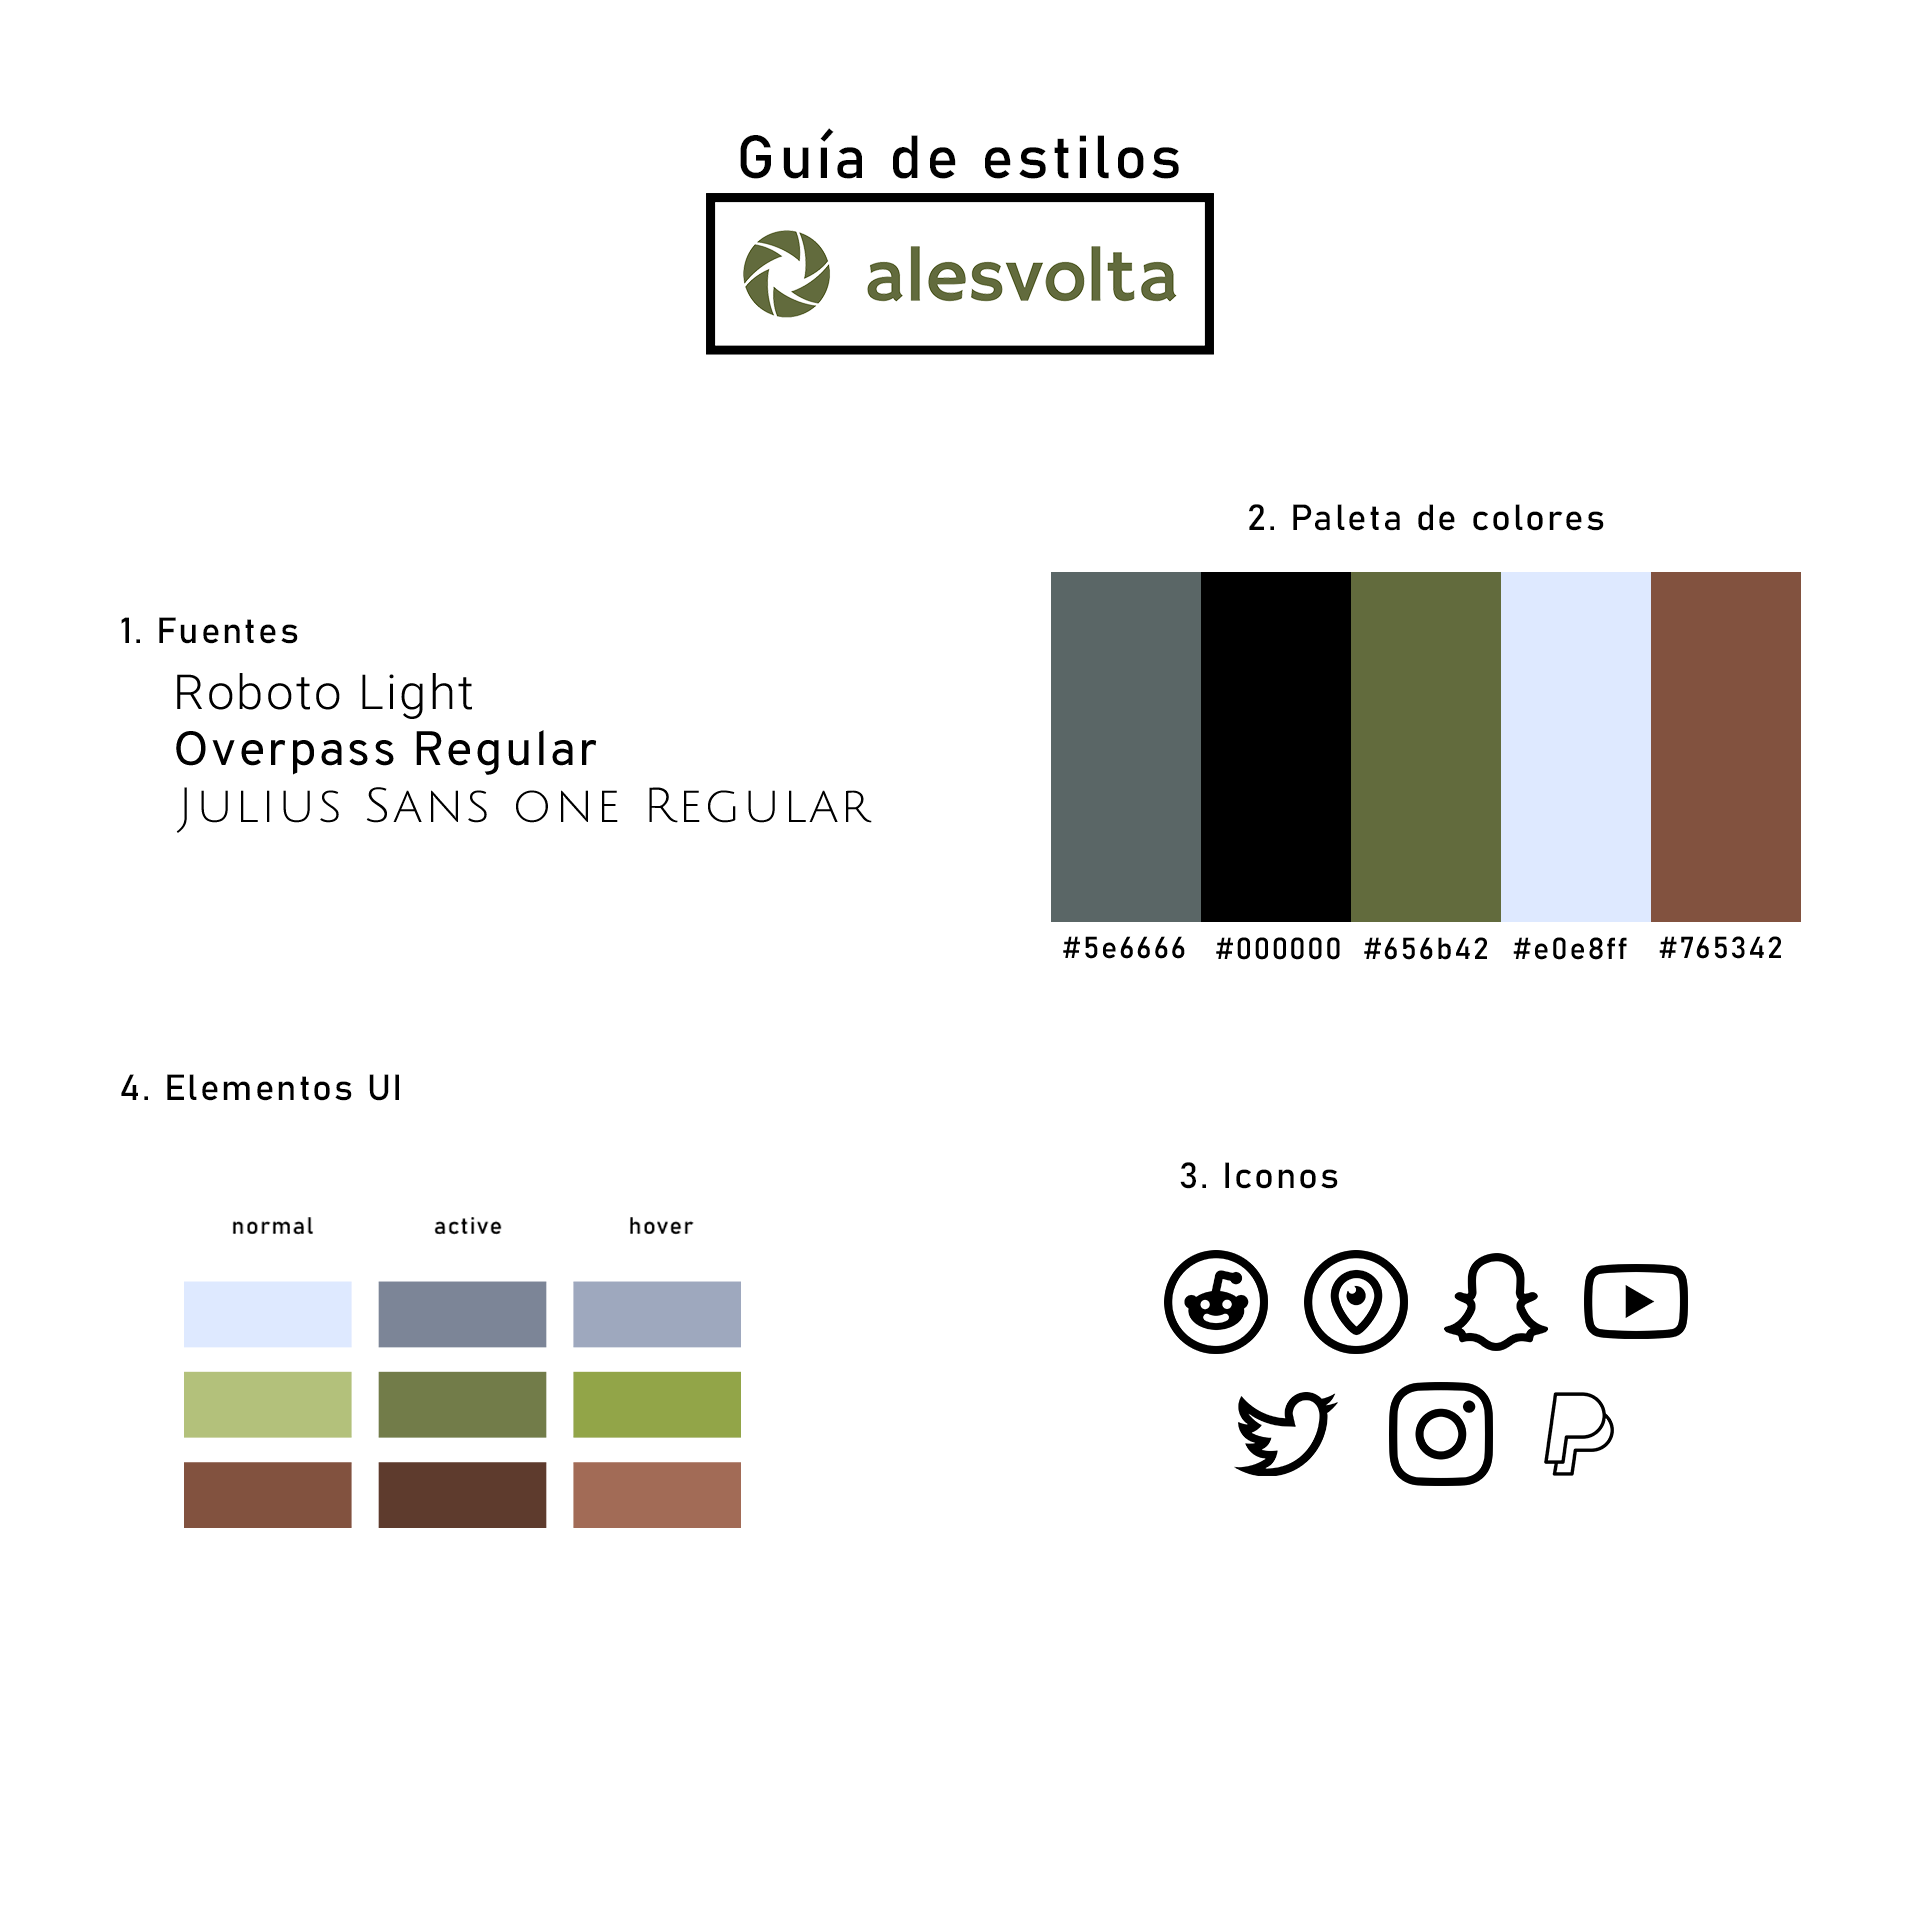 Guía de estilos
alesvolta
1. Fuentes
Roboto Light
Overpass Regular
Julius Sans one Regular
2. Paleta de colores
#5e6666 #000000 #656b42 #e0e8ff #765342
4. Elementos UI
normal active hover
3. Iconos